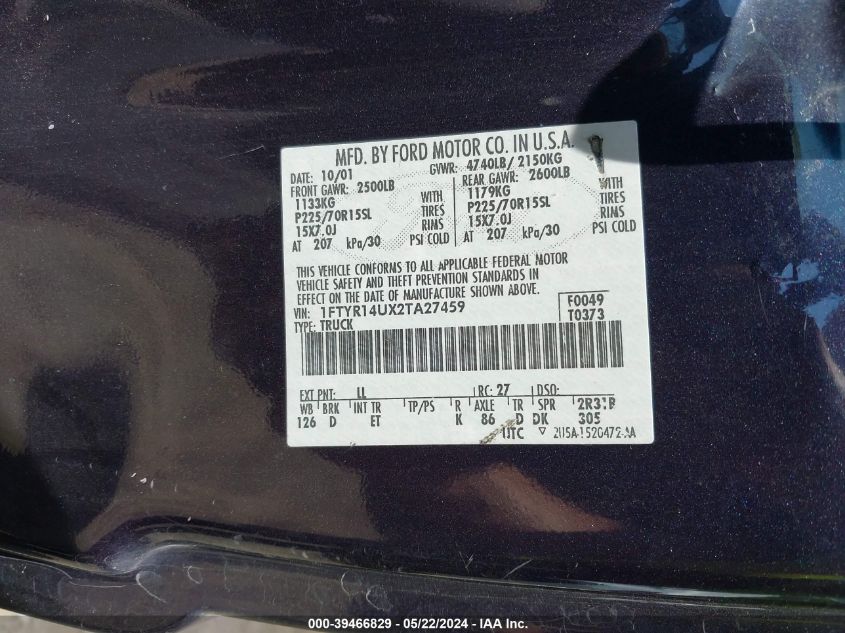 MFD. BY FORD MOTOR CO. IN U.S.A.
DATE: 10/01 GVWR: 4740LB/ 2150KG
FRONT GAWR: 2500LB REAR GAWR: 2600LB
1133KG WITH 1179KG WITH
P225/70R15SL TIRES P225/70R15SL TIRES
15X7.0J RIMS 15X7.0J RIMS
AT 207 kPa/30 PSI COLD AT 207 kPa/30 PSI COLD
THIS VEHICLE CONFORMS TO ALL APPLICABLE FEDERAL MOTOR
VEHICLE SAFETY AND THEFT PREVENTION STANDARDS IN
EFFECT ON THE DATE OF MANUFACTURE SHOWN ABOVE.
VIN: 1FTYR14UX2TA27459 F0049
TYPE: TRUCK T0373
EXT PNT: LL RC: 27 DSO:
WB BRK INT TR TP/PS R AXLE TR SPR
126 D ET K 86 D DK 305
UTC
000-39466829 - 05/22/2024 - IAA Inc.